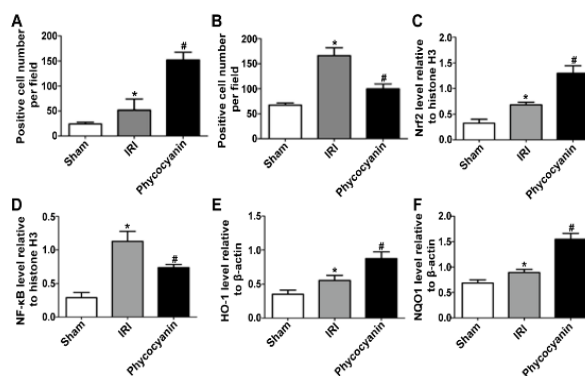 A
Positive cell number
per field
200
150
100
50
0
Sham
IRI
Phycocyanin
*
#
B
Positive cell number
per field
200
150
100
50
0
Sham
IRI
Phycocyanin
*
#
C
Nrf2 level relative
to histone H3
2.0
1.5
1.0
0.5
0.0
Sham
IRI
Phycocyanin
*
#
D
NF-κB level relative
to histone H3
1.5
1.0
0.5
0.0
Sham
IRI
Phycocyanin
*
#
E
HO-1 level relative
to β-actin
1.5
1.0
0.5
0.0
Sham
IRI
Phycocyanin
*
#
F
NQO1 level relative
to β-actin
2.0
1.5
1.0
0.5
0.0
Sham
IRI
Phycocyanin
*
#